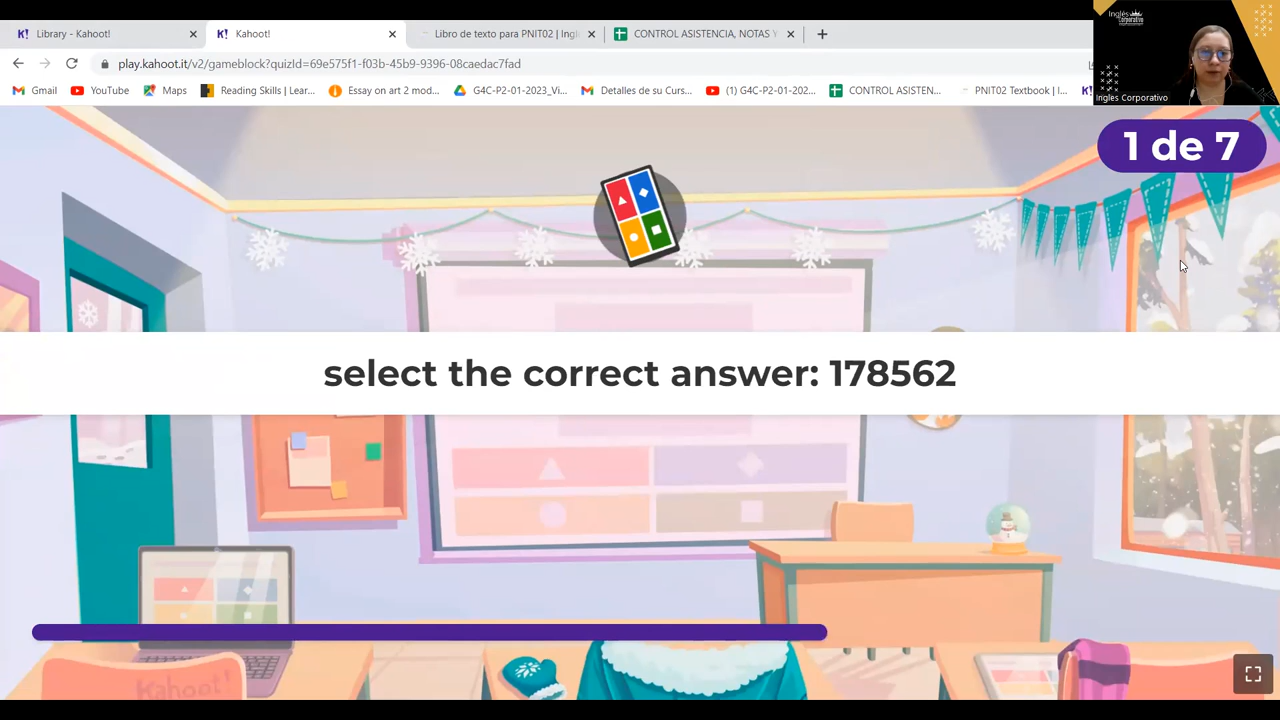 Library - Kahoot!
Kahoot!
Libro de texto para PNIT02 | Ingl
CONTROL ASISTENCIA, NOTAS Y
play.kahoot.it/v2/gameblock?quizId=69e575f1-f03b-45b9-9396-08caedac7fad
Gmail
YouTube
Maps
Reading Skills | Lear...
Essay on art 2 mod...
G4C-P2-01-2023_Vi...
Detalles de su Curs...
(1) G4C-P2-01-202...
CONTROL ASISTEN...
PNIT02 Textbook | I...
Inglés
Corporativo
Ingles Corporativo
1 de 7
select the correct answer: 178562
Kahoot!